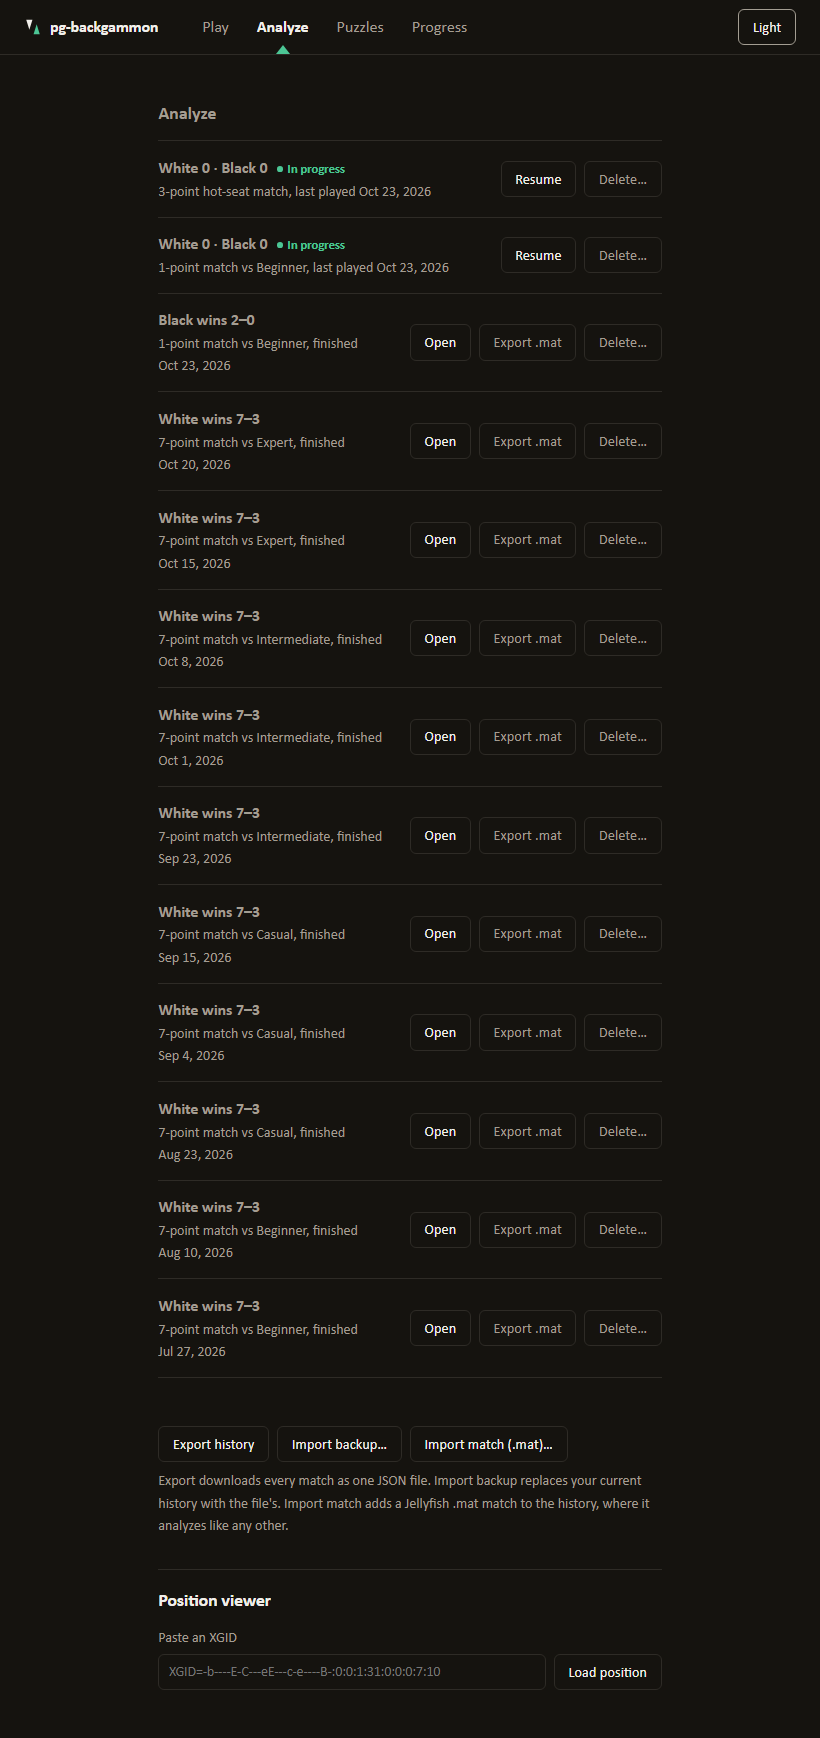 pg-backgammon Play Analyze Puzzles Progress Light
Analyze
White 0 · Black 0 In progress
3-point hot-seat match, last played Oct 23, 2026
Resume Delete...
White 0 · Black 0 In progress
1-point match vs Beginner, last played Oct 23, 2026
Resume Delete...
Black wins 2–0
1-point match vs Beginner, finished
Oct 23, 2026
Open Export .mat Delete...
White wins 7–3
7-point match vs Expert, finished
Oct 20, 2026
Open Export .mat Delete...
White wins 7–3
7-point match vs Expert, finished
Oct 15, 2026
Open Export .mat Delete...
White wins 7–3
7-point match vs Intermediate, finished
Oct 8, 2026
Open Export .mat Delete...
White wins 7–3
7-point match vs Intermediate, finished
Oct 1, 2026
Open Export .mat Delete...
White wins 7–3
7-point match vs Intermediate, finished
Sep 23, 2026
Open Export .mat Delete...
White wins 7–3
7-point match vs Casual, finished
Sep 15, 2026
Open Export .mat Delete...
White wins 7–3
7-point match vs Casual, finished
Sep 4, 2026
Open Export .mat Delete...
White wins 7–3
7-point match vs Casual, finished
Aug 23, 2026
Open Export .mat Delete...
White wins 7–3
7-point match vs Beginner, finished
Aug 10, 2026
Open Export .mat Delete...
White wins 7–3
7-point match vs Beginner, finished
Jul 27, 2026
Open Export .mat Delete...
Export history Import backup... Import match (.mat)...
Export downloads every match as one JSON file. Import backup replaces your current
history with the file's. Import match adds a Jellyfish .mat match to the history, where it
analyzes like any other.
Position viewer
Paste an XGID
XGID=-b----E-C---eE---c-e----B-:0:0:1:31:0:0:0:7:10
Load position